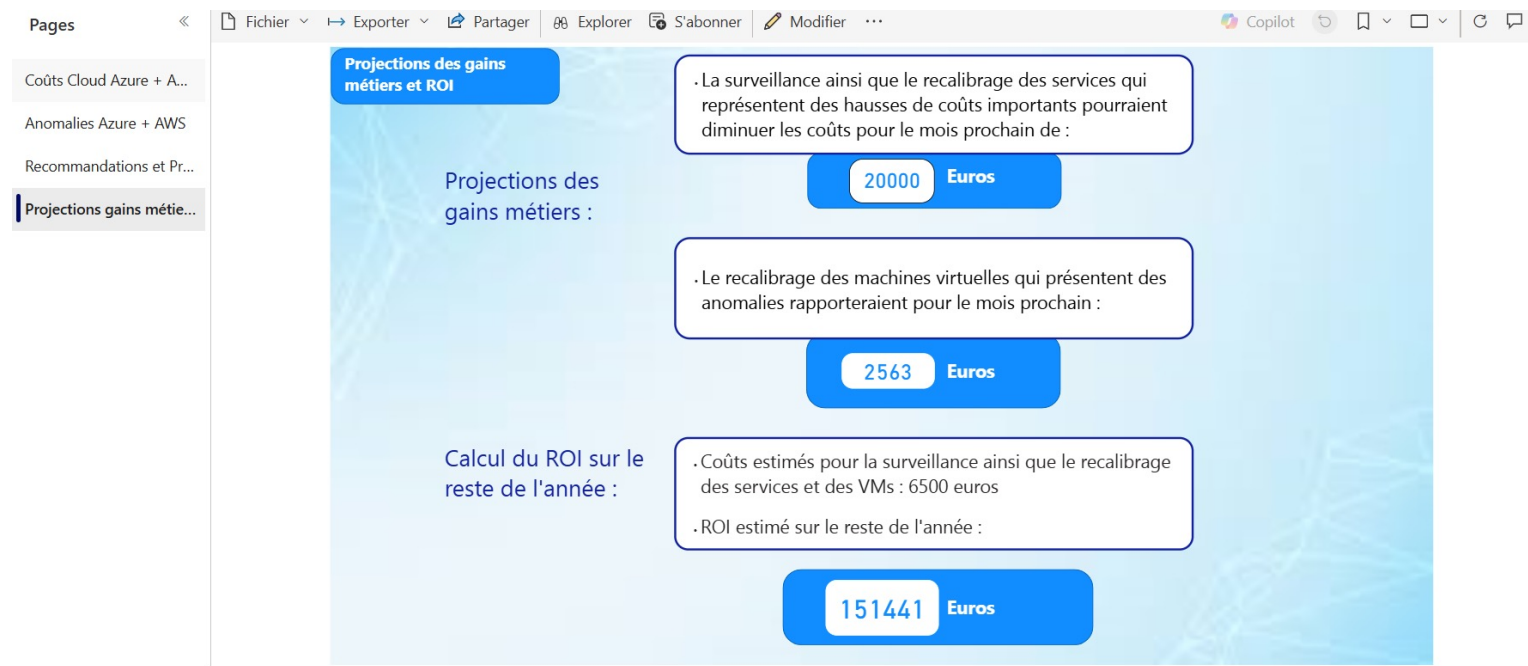 Pages
Fichier
Exporter
Partager
Explorer
S'abonner
Modifier
Copilot
Coûts Cloud Azure + A...
Anomalies Azure + AWS
Recommandations et Pr...
Projections gains métie...
Projections des gains
métiers et ROI
Projections des
gains métiers :
. La surveillance ainsi que le recalibrage des services qui
représentent des hausses de coûts importants pourraient
diminuer les coûts pour le mois prochain de :
20000 Euros
. Le recalibrage des machines virtuelles qui présentent des
anomalies rapporteraient pour le mois prochain :
2563 Euros
Calcul du ROI sur le
reste de l'année :
. Coûts estimés pour la surveillance ainsi que le recalibrage
des services et des VMs : 6500 euros
. ROI estimé sur le reste de l'année :
151441 Euros